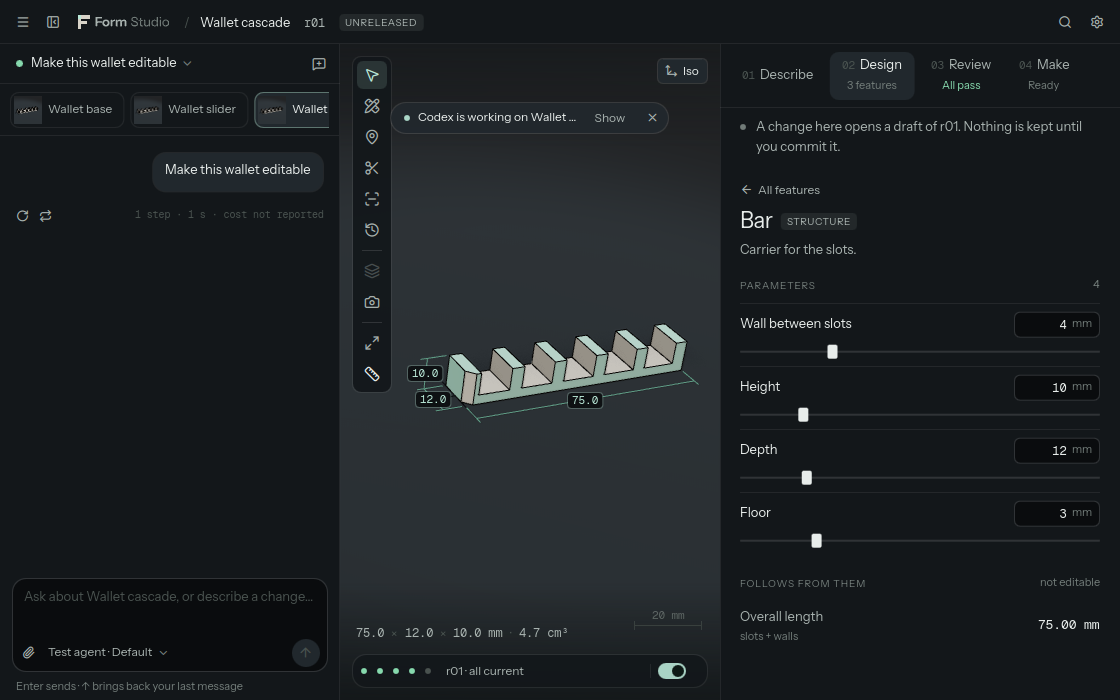 Form Studio / Wallet cascade r01 UNRELEASED
Make this wallet editable
Wallet base
Wallet slider
Wallet
Make this wallet editable
1 step · 1 s · cost not reported
Ask about Wallet cascade, or describe a change...
Test agent · Default
Enter sends · ↑ brings back your last message
Iso
Codex is working on Wallet ... Show
10.0
12.0
75.0
20 mm
75.0 × 12.0 × 10.0 mm · 4.7 cm³
r01 · all current
01 Describe
02 Design
3 features
03 Review
All pass
04 Make
Ready
A change here opens a draft of r01. Nothing is kept until
you commit it.
← All features
Bar STRUCTURE
Carrier for the slots.
PARAMETERS 4
Wall between slots 4 mm
Height 10 mm
Depth 12 mm
Floor 3 mm
FOLLOWS FROM THEM not editable
Overall length 75.00 mm
slots + walls